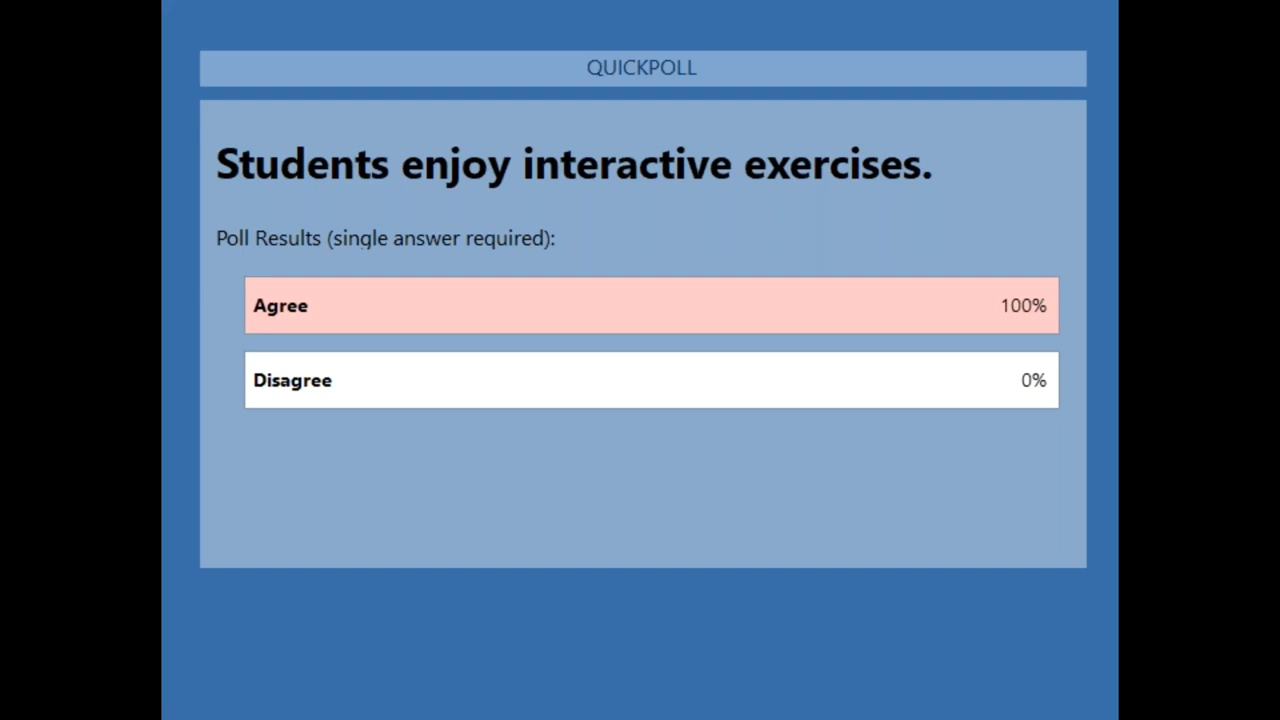 QUICKPOLL
Students enjoy interactive exercises.
Poll Results (single answer required):
Agree 100%
Disagree 0%